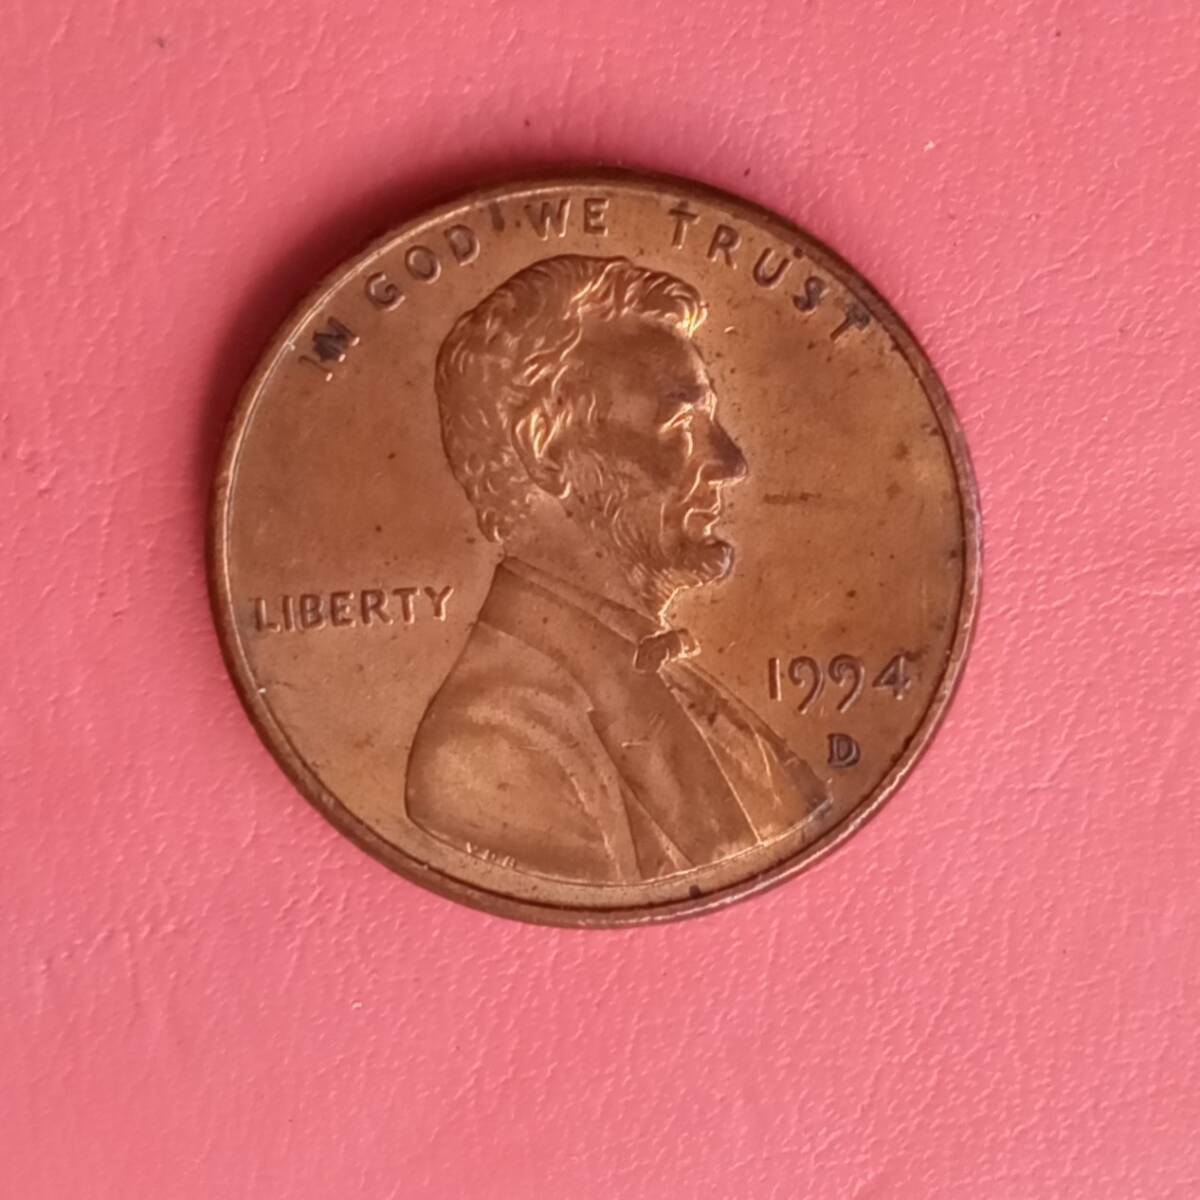 IN GOD WE TRUST
LIBERTY
1994
D